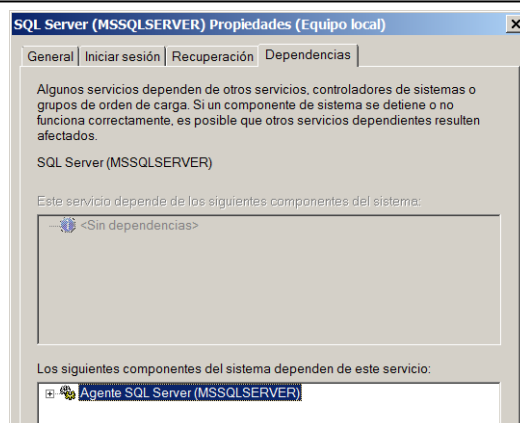 SQL Server (MSSQLSERVER) Propiedades (Equipo local)
General Iniciar sesión Recuperación Dependencias
Algunos servicios dependen de otros servicios, controladores de sistemas o
grupos de orden de carga. Si un componente de sistema se detiene o no
funciona correctamente, es posible que otros servicios dependientes resulten
afectados.
SQL Server (MSSQLSERVER)
Este servicio depende de los siguientes componentes del sistema:
<Sin dependencias>
Los siguientes componentes del sistema dependen de este servicio:
Agente SQL Server (MSSQLSERVER)